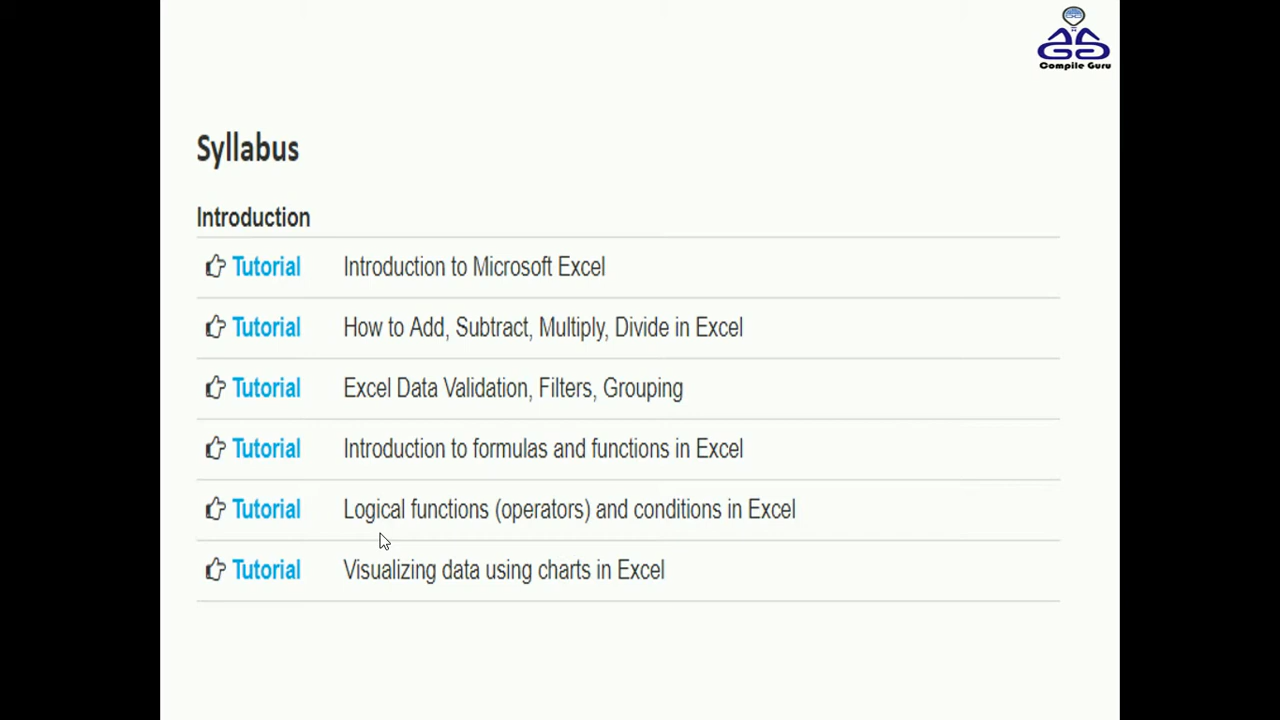 Compile Guru
Syllabus
Introduction
Tutorial Introduction to Microsoft Excel
Tutorial How to Add, Subtract, Multiply, Divide in Excel
Tutorial Excel Data Validation, Filters, Grouping
Tutorial Introduction to formulas and functions in Excel
Tutorial Logical functions (operators) and conditions in Excel
Tutorial Visualizing data using charts in Excel